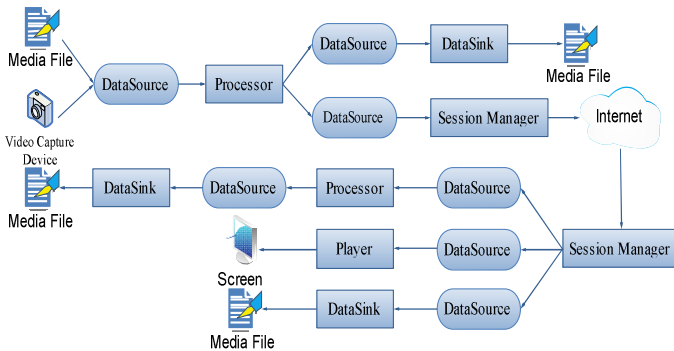 Media File
DataSource
Processor
DataSource
DataSink
Media File
Video Capture
Device
DataSource
Session Manager
Internet
Media File
DataSink
DataSource
Processor
DataSource
Screen
Player
DataSource
Session Manager
Media File
DataSink
DataSource